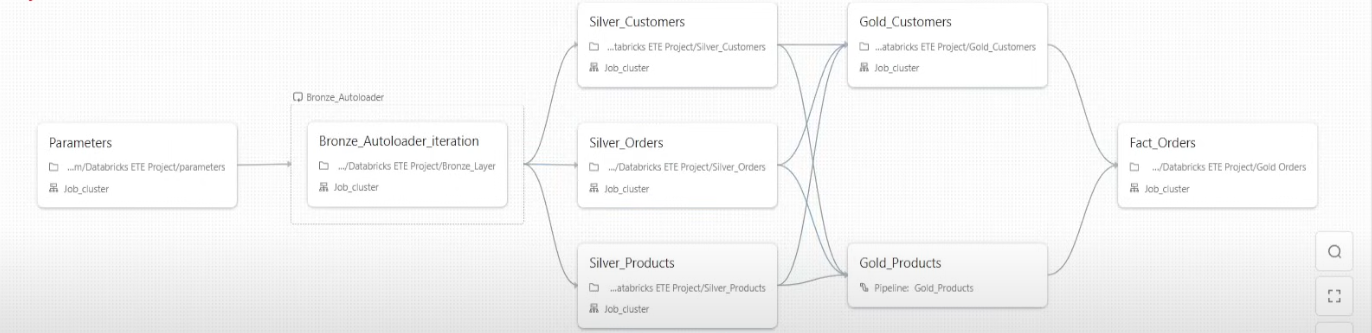 Parameters
...m/Databricks ETE Project/parameters
Job_cluster
Bronze_Autoloader
Bronze_Autoloader_iteration
.../Databricks ETE Project/Bronze_Layer
Job_cluster
Silver_Customers
...tabricks ETE Project/Silver_Customers
Job_cluster
Silver_Orders
.../Databricks ETE Project/Silver_Orders
Job_cluster
Silver_Products
...atabricks ETE Project/Silver_Products
Job_cluster
Gold_Customers
...atabricks ETE Project/Gold_Customers
Job_cluster
Gold_Products
Pipeline: Gold_Products
Fact_Orders
.../Databricks ETE Project/Gold Orders
Job_cluster